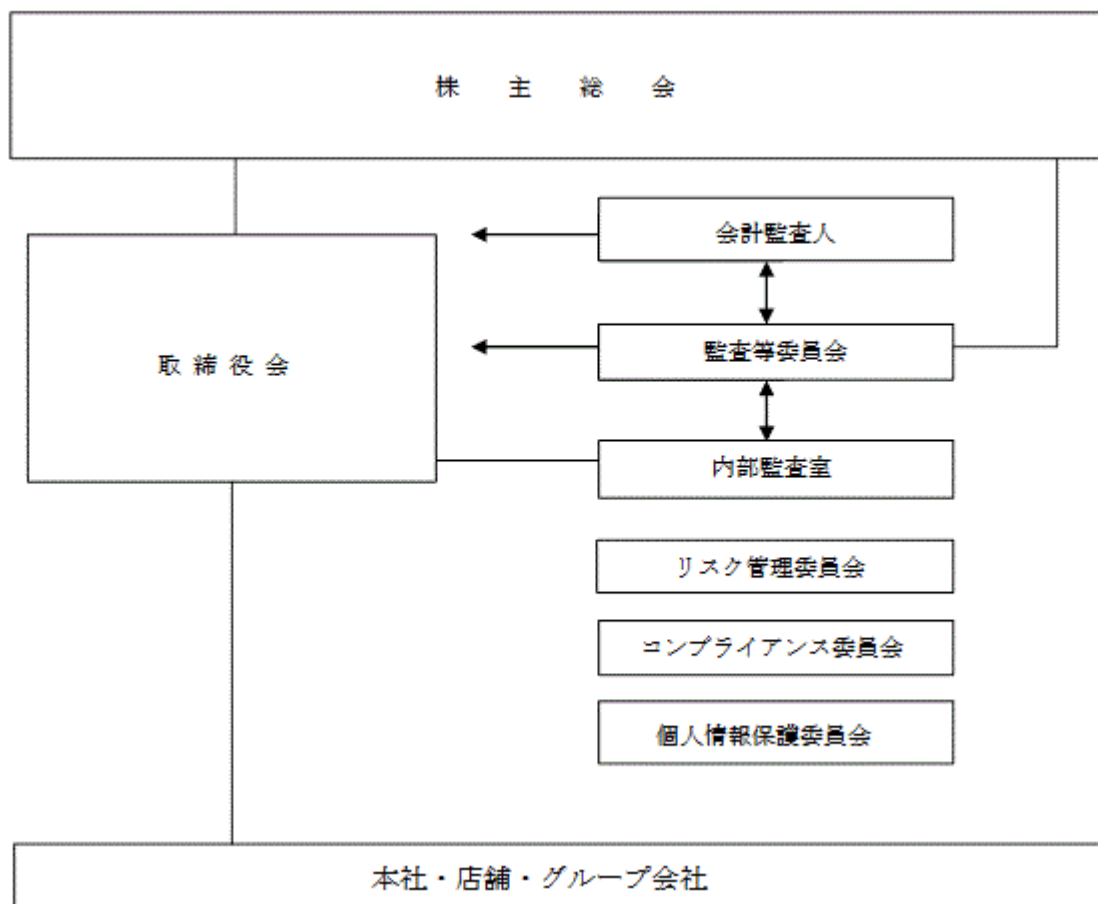 株 主 総 会
会計監査人
取 締 役 会
監査等委員会
内部監査室
リスク管理委員会
コンプライアンス委員会
個人情報保護委員会
本社・店舗・グループ会社